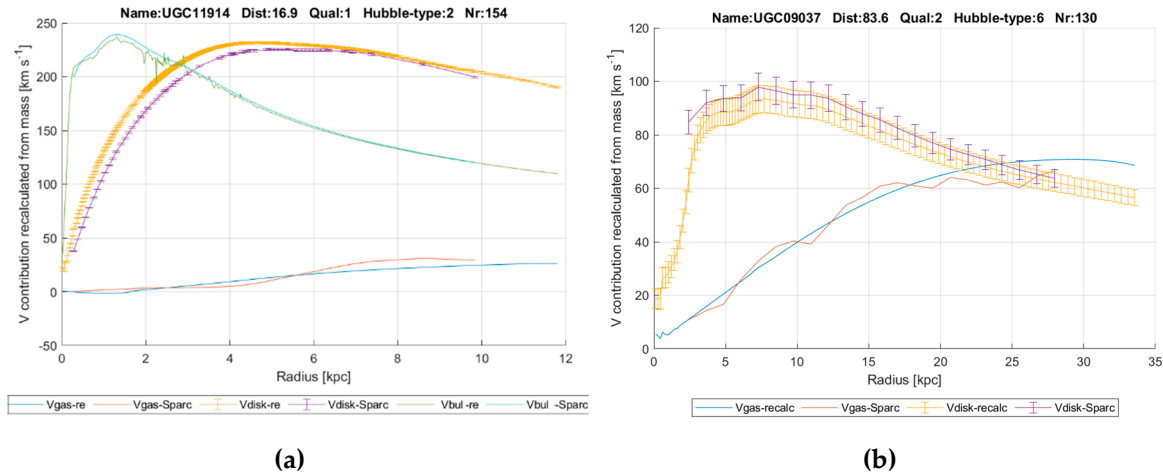 Name:UGC11914 Dist:16.9 Qual:1 Hubble-type:2 Nr:154
V contribution recalculated from mass [km s-1]
250
200
150
100
50
0
-50
0 2 4 6 8 10 12
Radius [kpc]
Vgas-re Vgas-Sparc Vdisk-re Vdisk-Sparc Vbul -re Vbul -Sparc
(a)
Name:UGC09037 Dist:83.6 Qual:2 Hubble-type:6 Nr:130
V contribution recalculated from mass [km s-1]
120
100
80
60
40
20
0
0 5 10 15 20 25 30 35
Radius [kpc]
Vgas-recalc Vgas-Sparc Vdisk-recalc Vdisk-Sparc
(b)